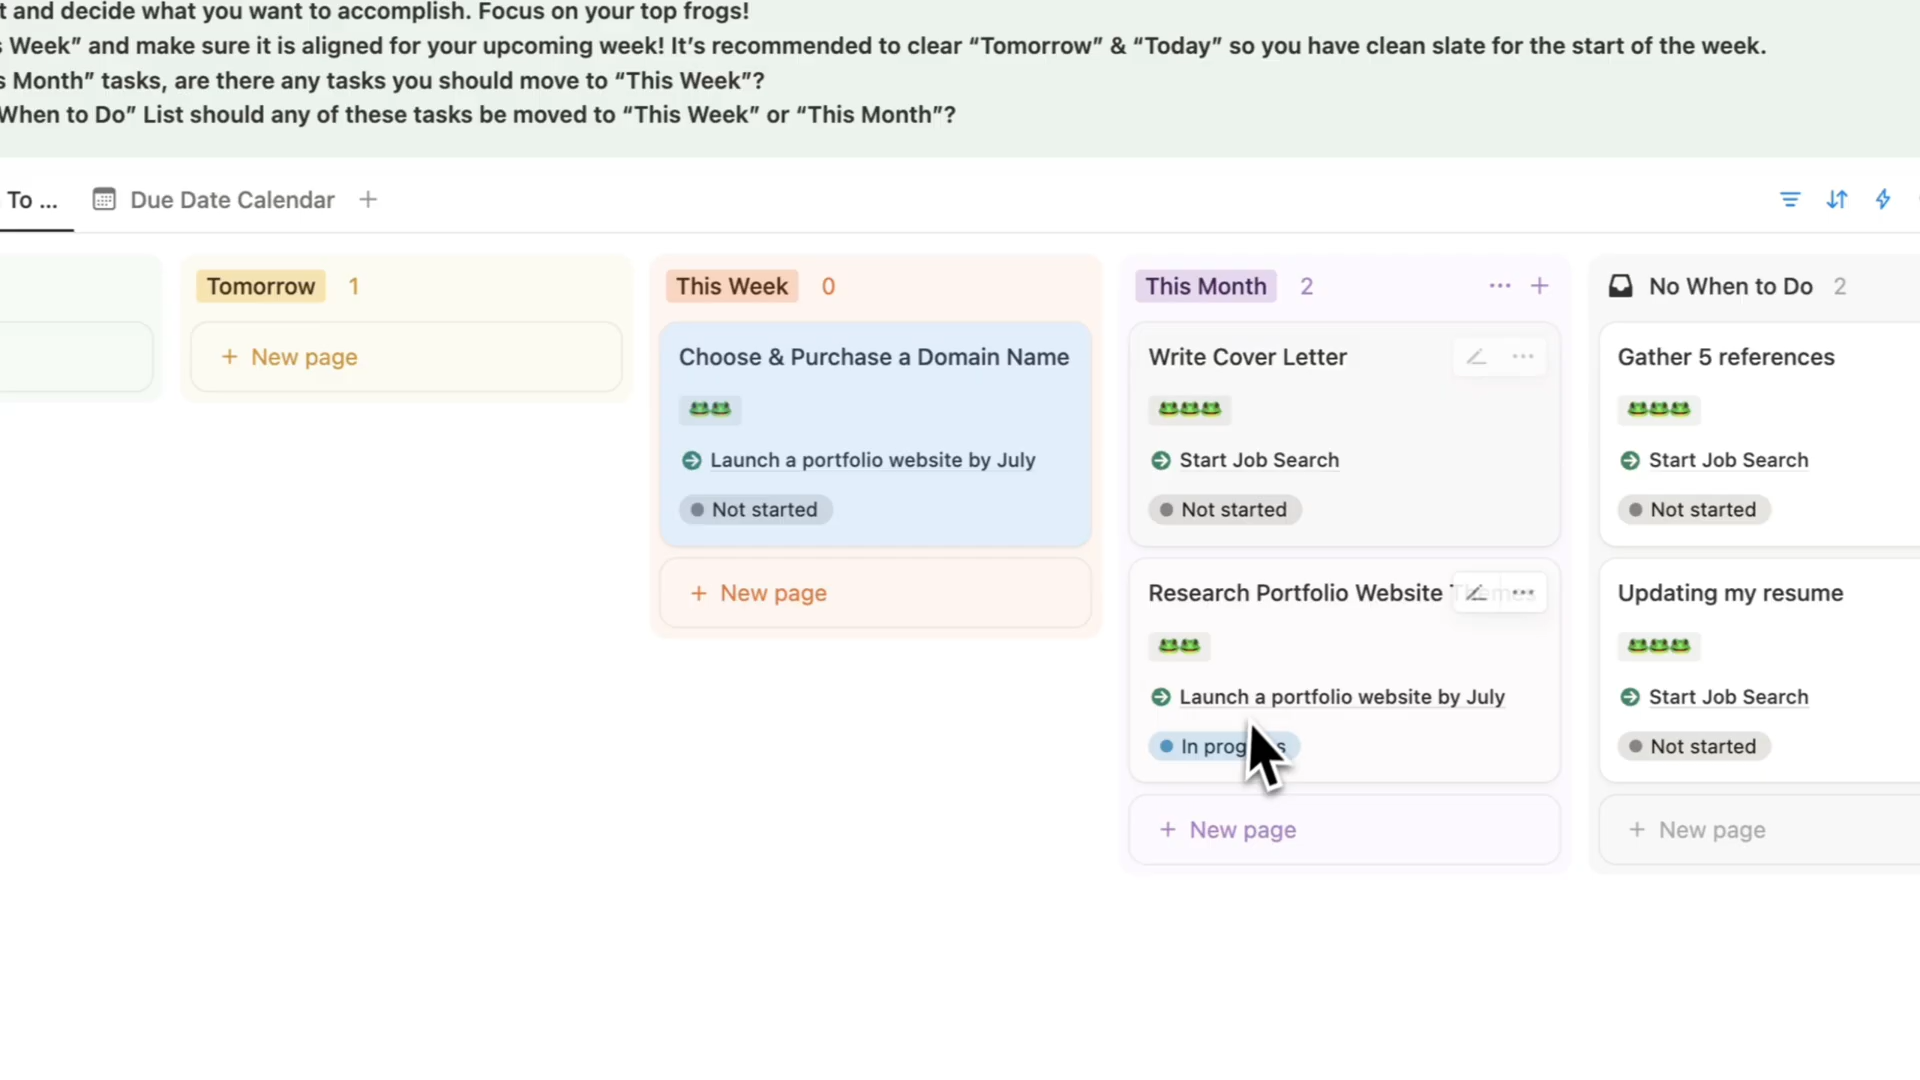 t and decide what you want to accomplish. Focus on your top frogs!
s Week” and make sure it is aligned for your upcoming week! It’s recommended to clear “Tomorrow” & “Today” so you have clean slate for the start of the week.
s Month” tasks, are there any tasks you should move to “This Week”?
When to Do” List should any of these tasks be moved to “This Week” or “This Month”?
To ...
Due Date Calendar +
Tomorrow 1
+ New page
This Week 0
Choose & Purchase a Domain Name
Launch a portfolio website by July
Not started
+ New page
This Month 2 ... +
Write Cover Letter
Start Job Search
Not started
Research Portfolio Website Themes
Launch a portfolio website by July
In progress
+ New page
No When to Do 2
Gather 5 references
Start Job Search
Not started
Updating my resume
Start Job Search
Not started
+ New page